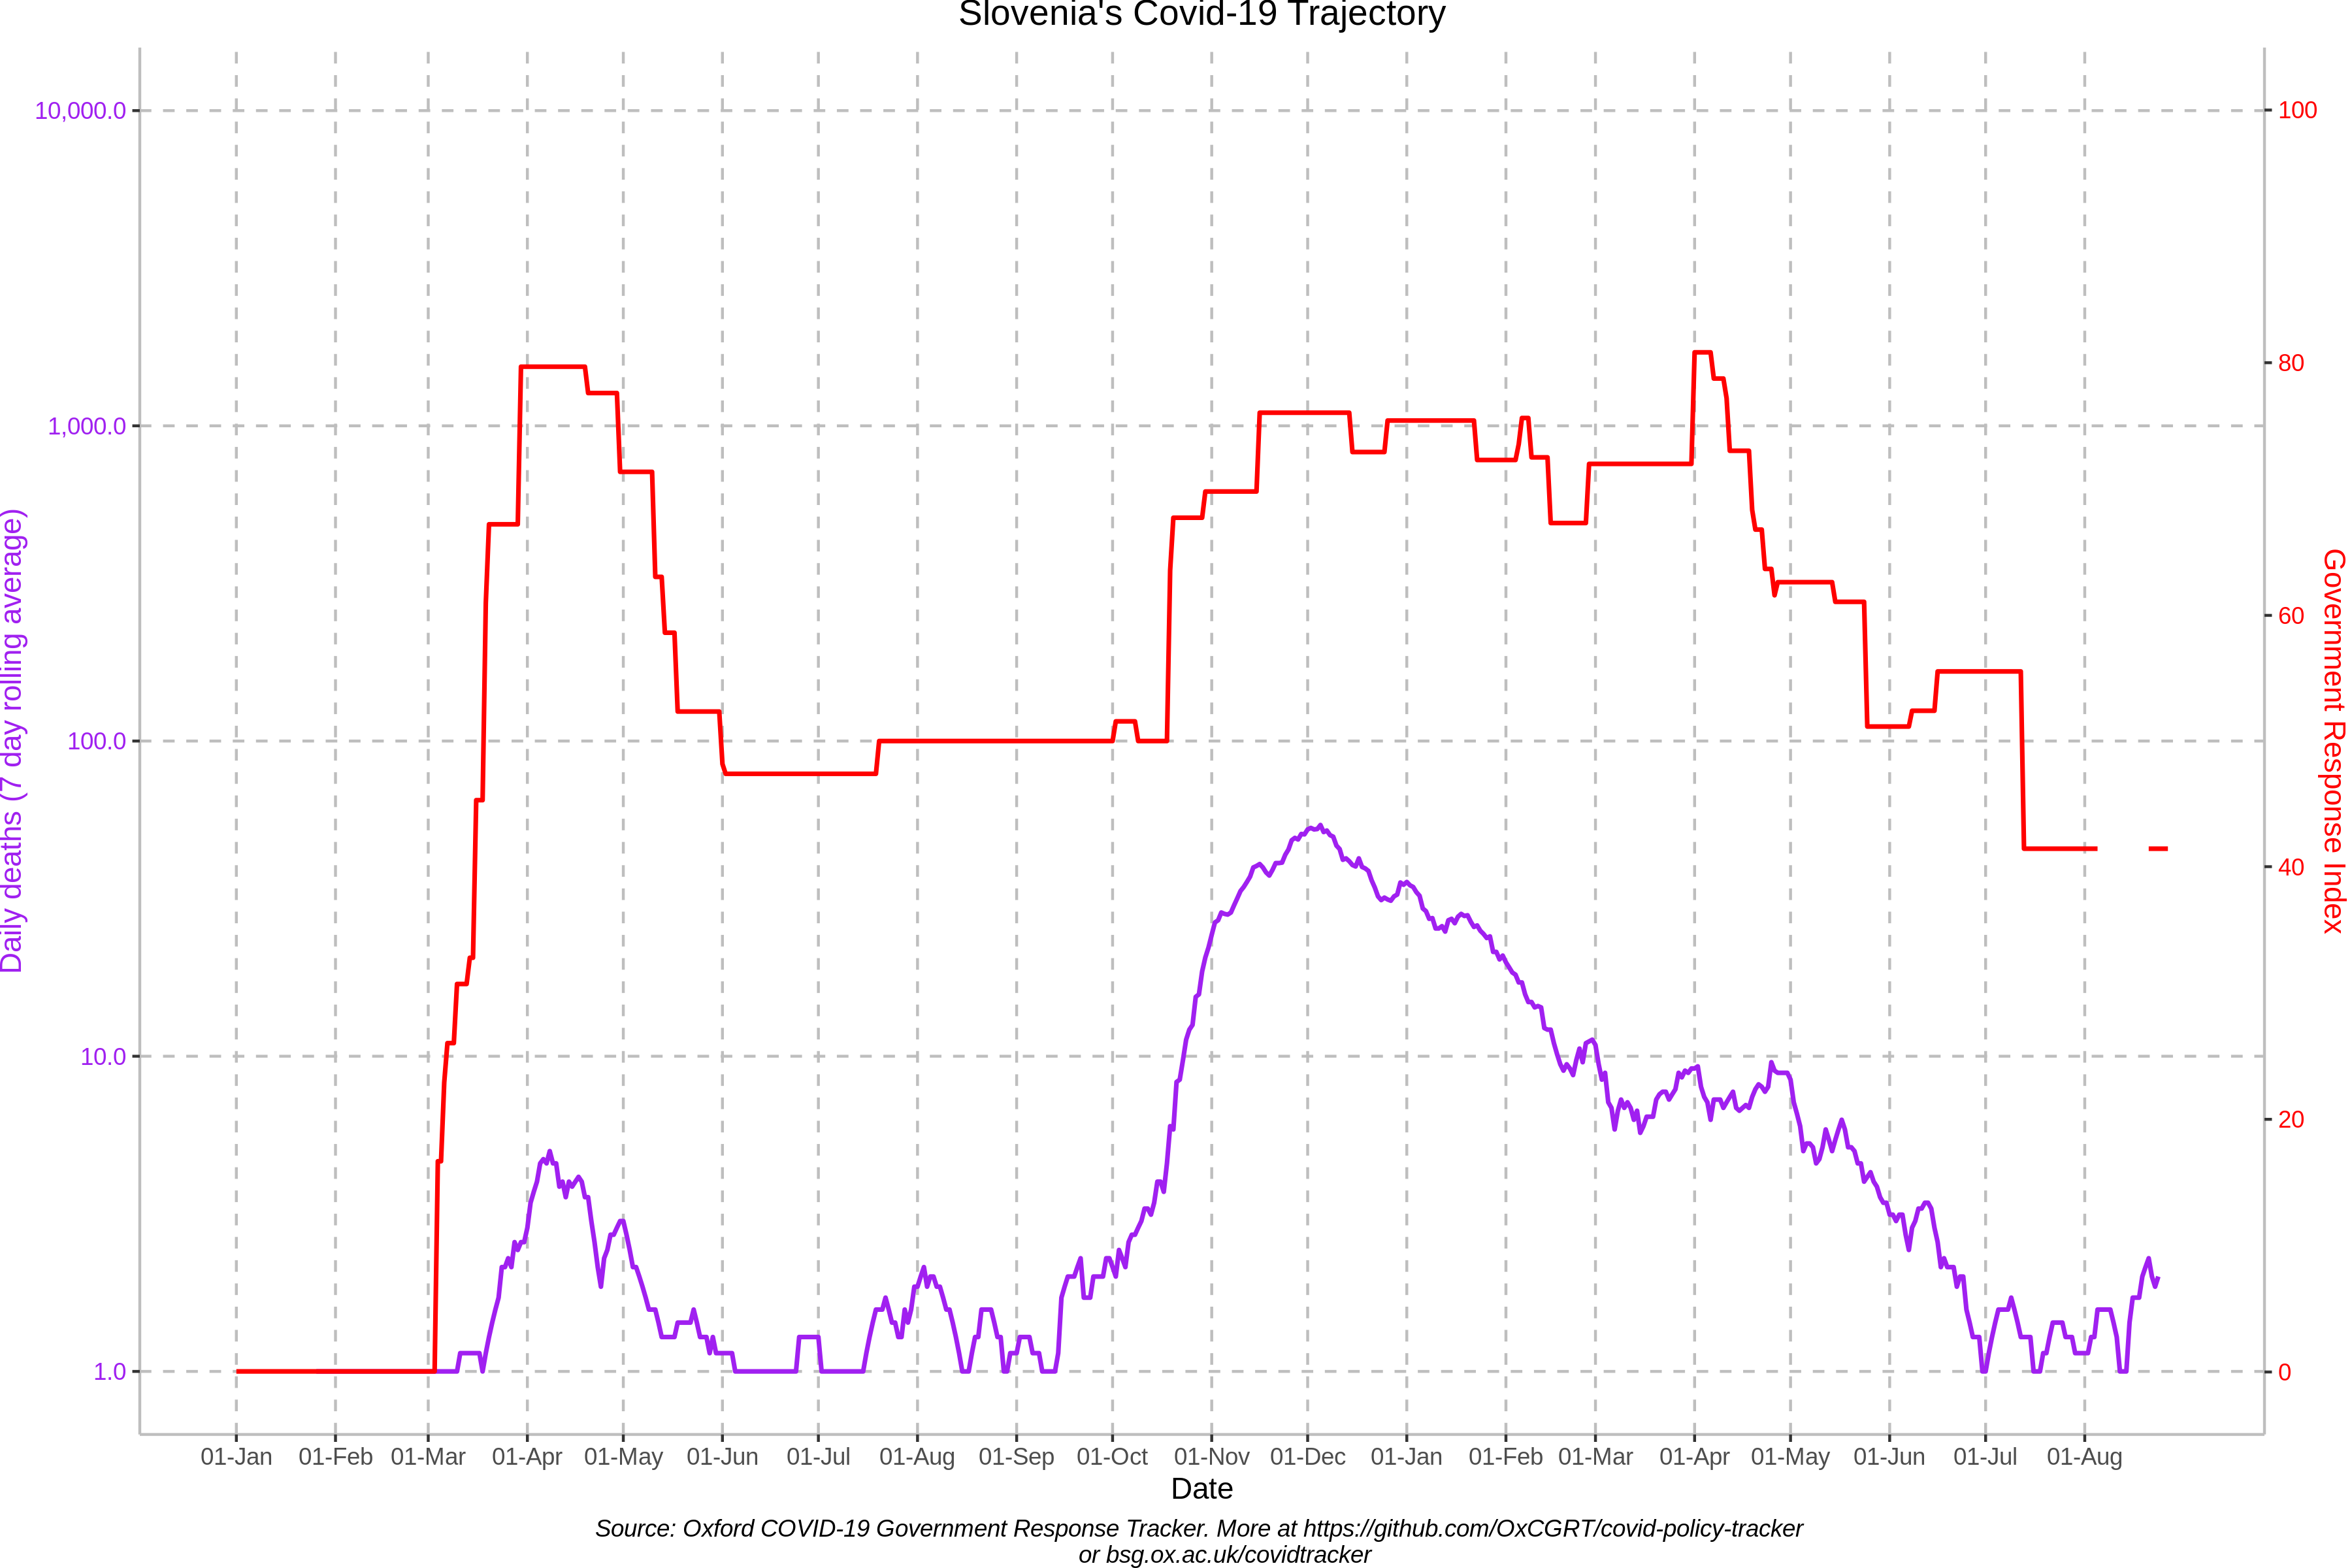 Slovenia's Covid-19 Trajectory
10,000.0
1,000.0
100.0
10.0
1.0
Daily deaths (7 day rolling average)
100
80
60
40
20
0
Government Response Index
01-Jan 01-Feb 01-Mar 01-Apr 01-May 01-Jun 01-Jul 01-Aug 01-Sep 01-Oct 01-Nov 01-Dec 01-Jan 01-Feb 01-Mar 01-Apr 01-May 01-Jun 01-Jul 01-Aug
Date
Source: Oxford COVID-19 Government Response Tracker. More at https://github.com/OxCGRT/covid-policy-tracker
or bsg.ox.ac.uk/covidtracker